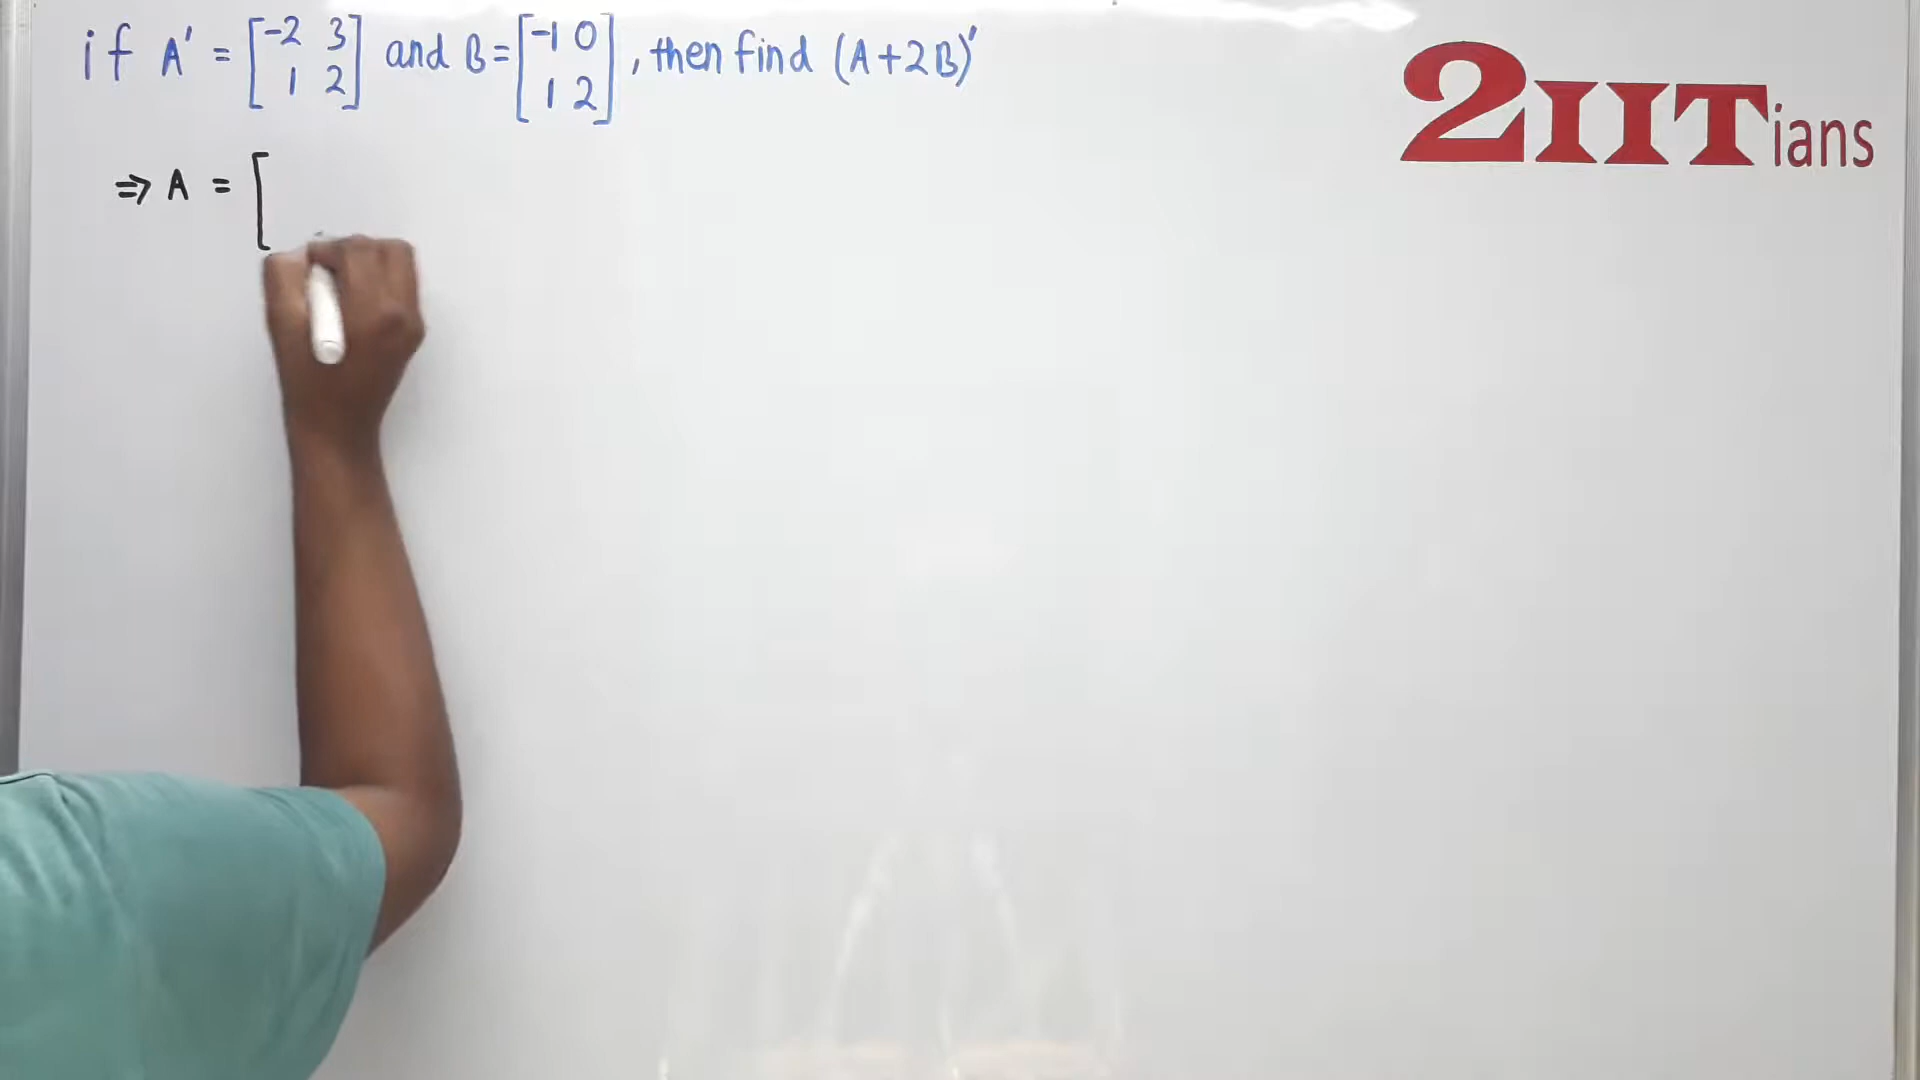 if A' = [-2 3 1 2] and B = [-1 0 1 2], then find (A+2B)'
2IITians
⇒ A = [